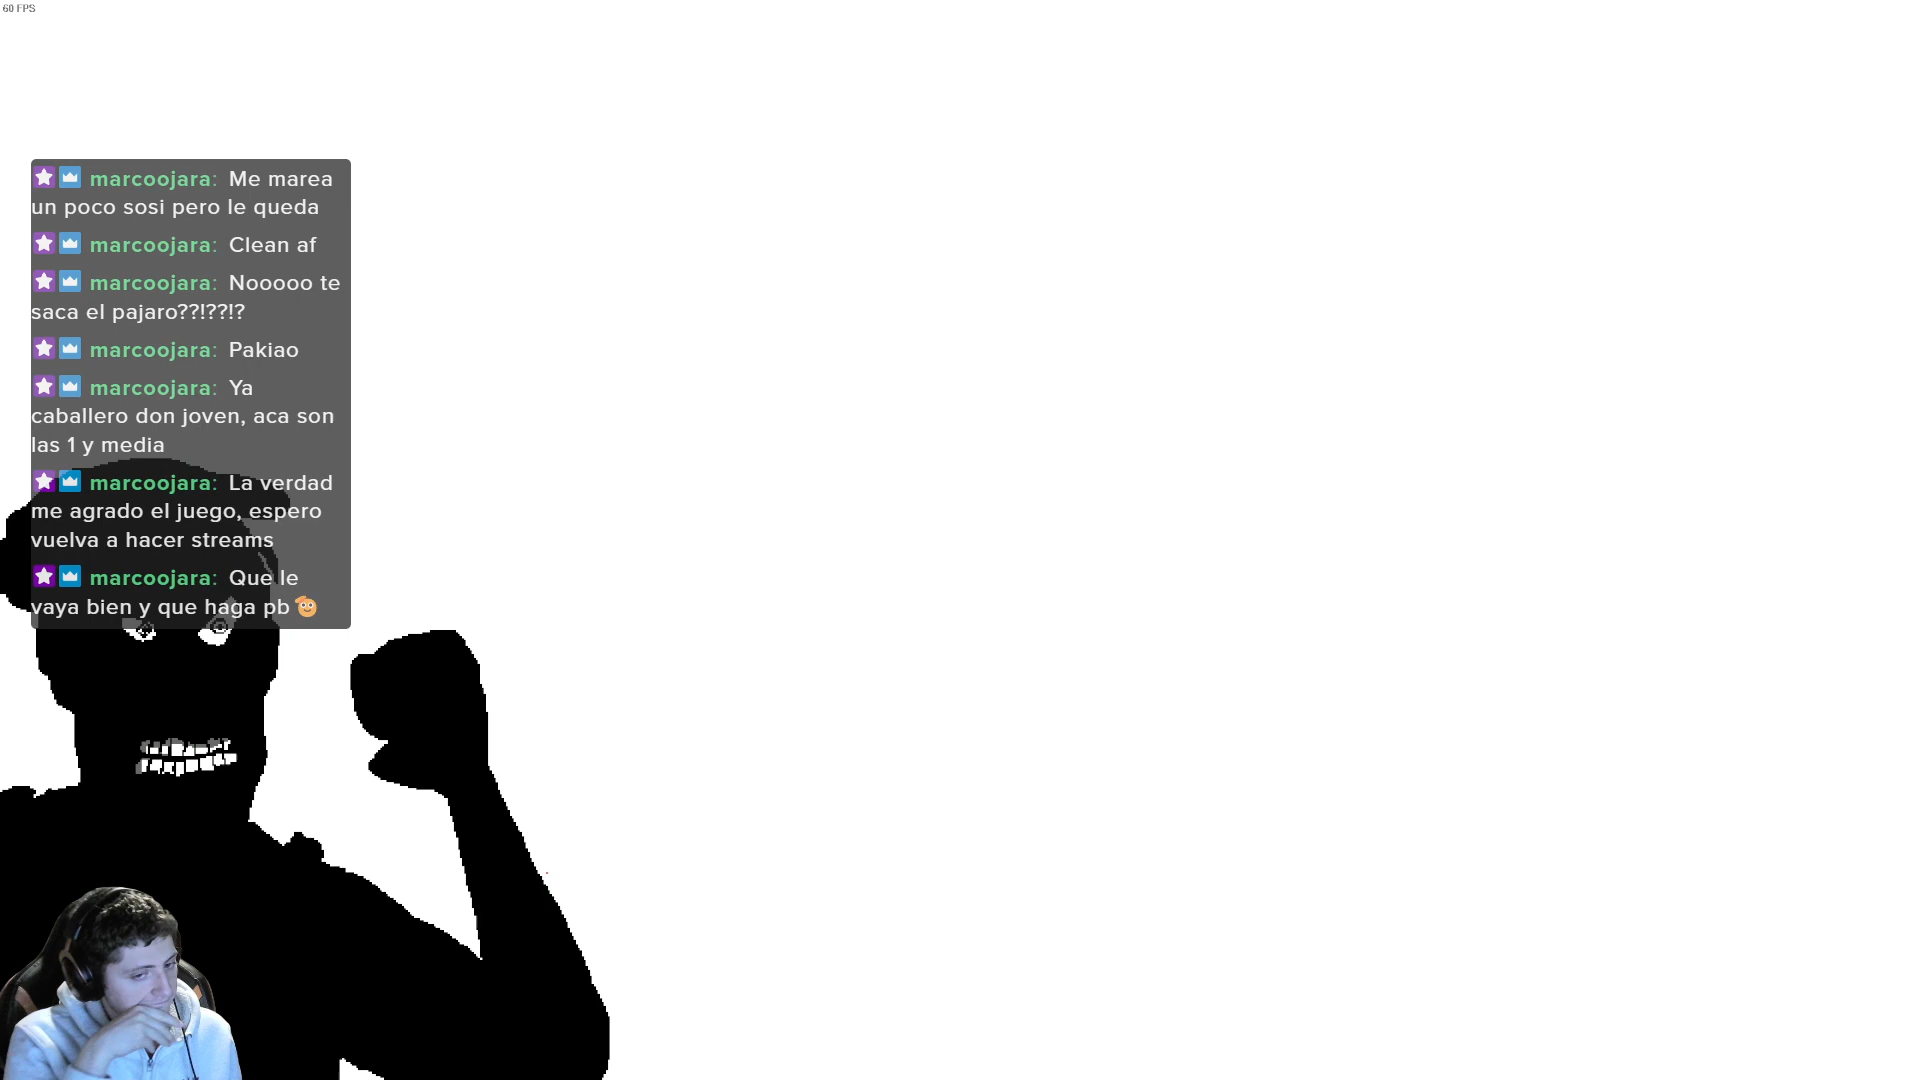 60 FPS
marcoojara: Me marea
un poco sosi pero le queda
marcoojara: Clean af
marcoojara: Nooooo te
saca el pajaro??!??!?
marcoojara: Pakiao
marcoojara: Ya
caballero don joven, aca son
las 1 y media
marcoojara: La verdad
me agrado el juego, espero
vuelva a hacer streams
marcoojara: Que le
vaya bien y que haga pb